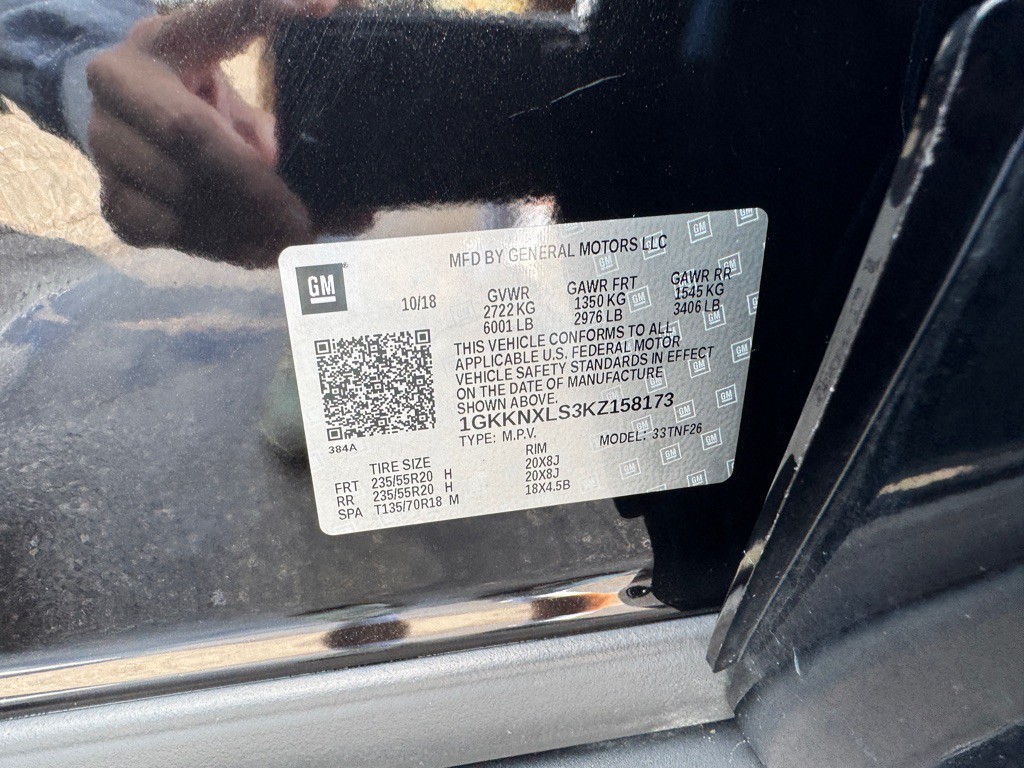 MFD BY GENERAL MOTORS LLC
GM
10/18
GVWR
2722 KG
6001 LB
GAWR FRT
1350 KG
2976 LB
GAWR RR
1545 KG
3406 LB
THIS VEHICLE CONFORMS TO ALL
APPLICABLE U.S. FEDERAL MOTOR
VEHICLE SAFETY STANDARDS IN EFFECT
ON THE DATE OF MANUFACTURE
SHOWN ABOVE.
1GKKNXLS3KZ158173
TYPE: M.P.V. MODEL: 33TNF26
384A
TIRE SIZE RIM
FRT 235/55R20 H 20X8J
RR 235/55R20 H 20X8J
SPA T135/70R18 M 18X4.5B